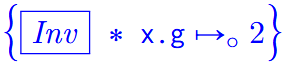 {Inv ∗ x.g ↦○ 2}